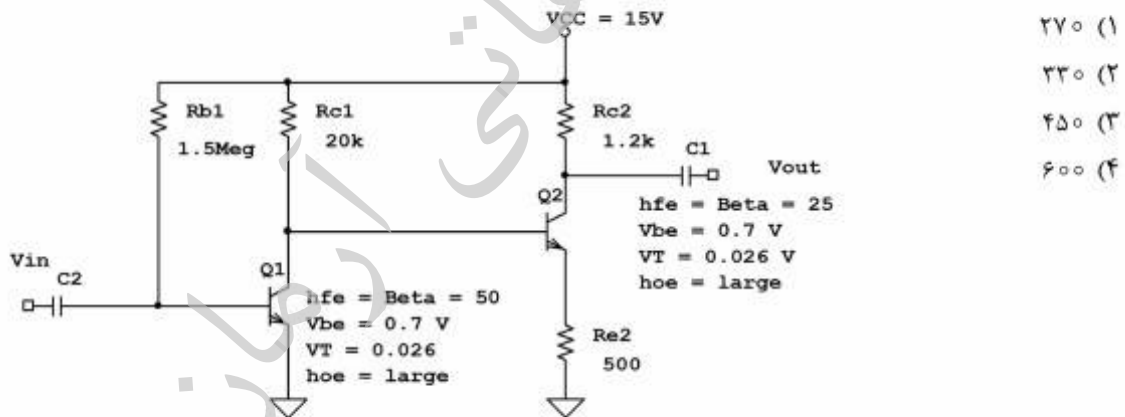 VCC = 15V
Rb1
1.5Meg
Rc1
20k
Rc2
1.2k
C1
Vout
Q2
hfe = Beta = 25
Vbe = 0.7 V
VT = 0.026 V
hoe = large
Vin
C2
Q1
hfe = Beta = 50
Vbe = 0.7 V
VT = 0.026
hoe = large
Re2
500
۱) ۲۷۰
۲) ۳۳۰
۳) ۴۵۰
۴) ۶۰۰